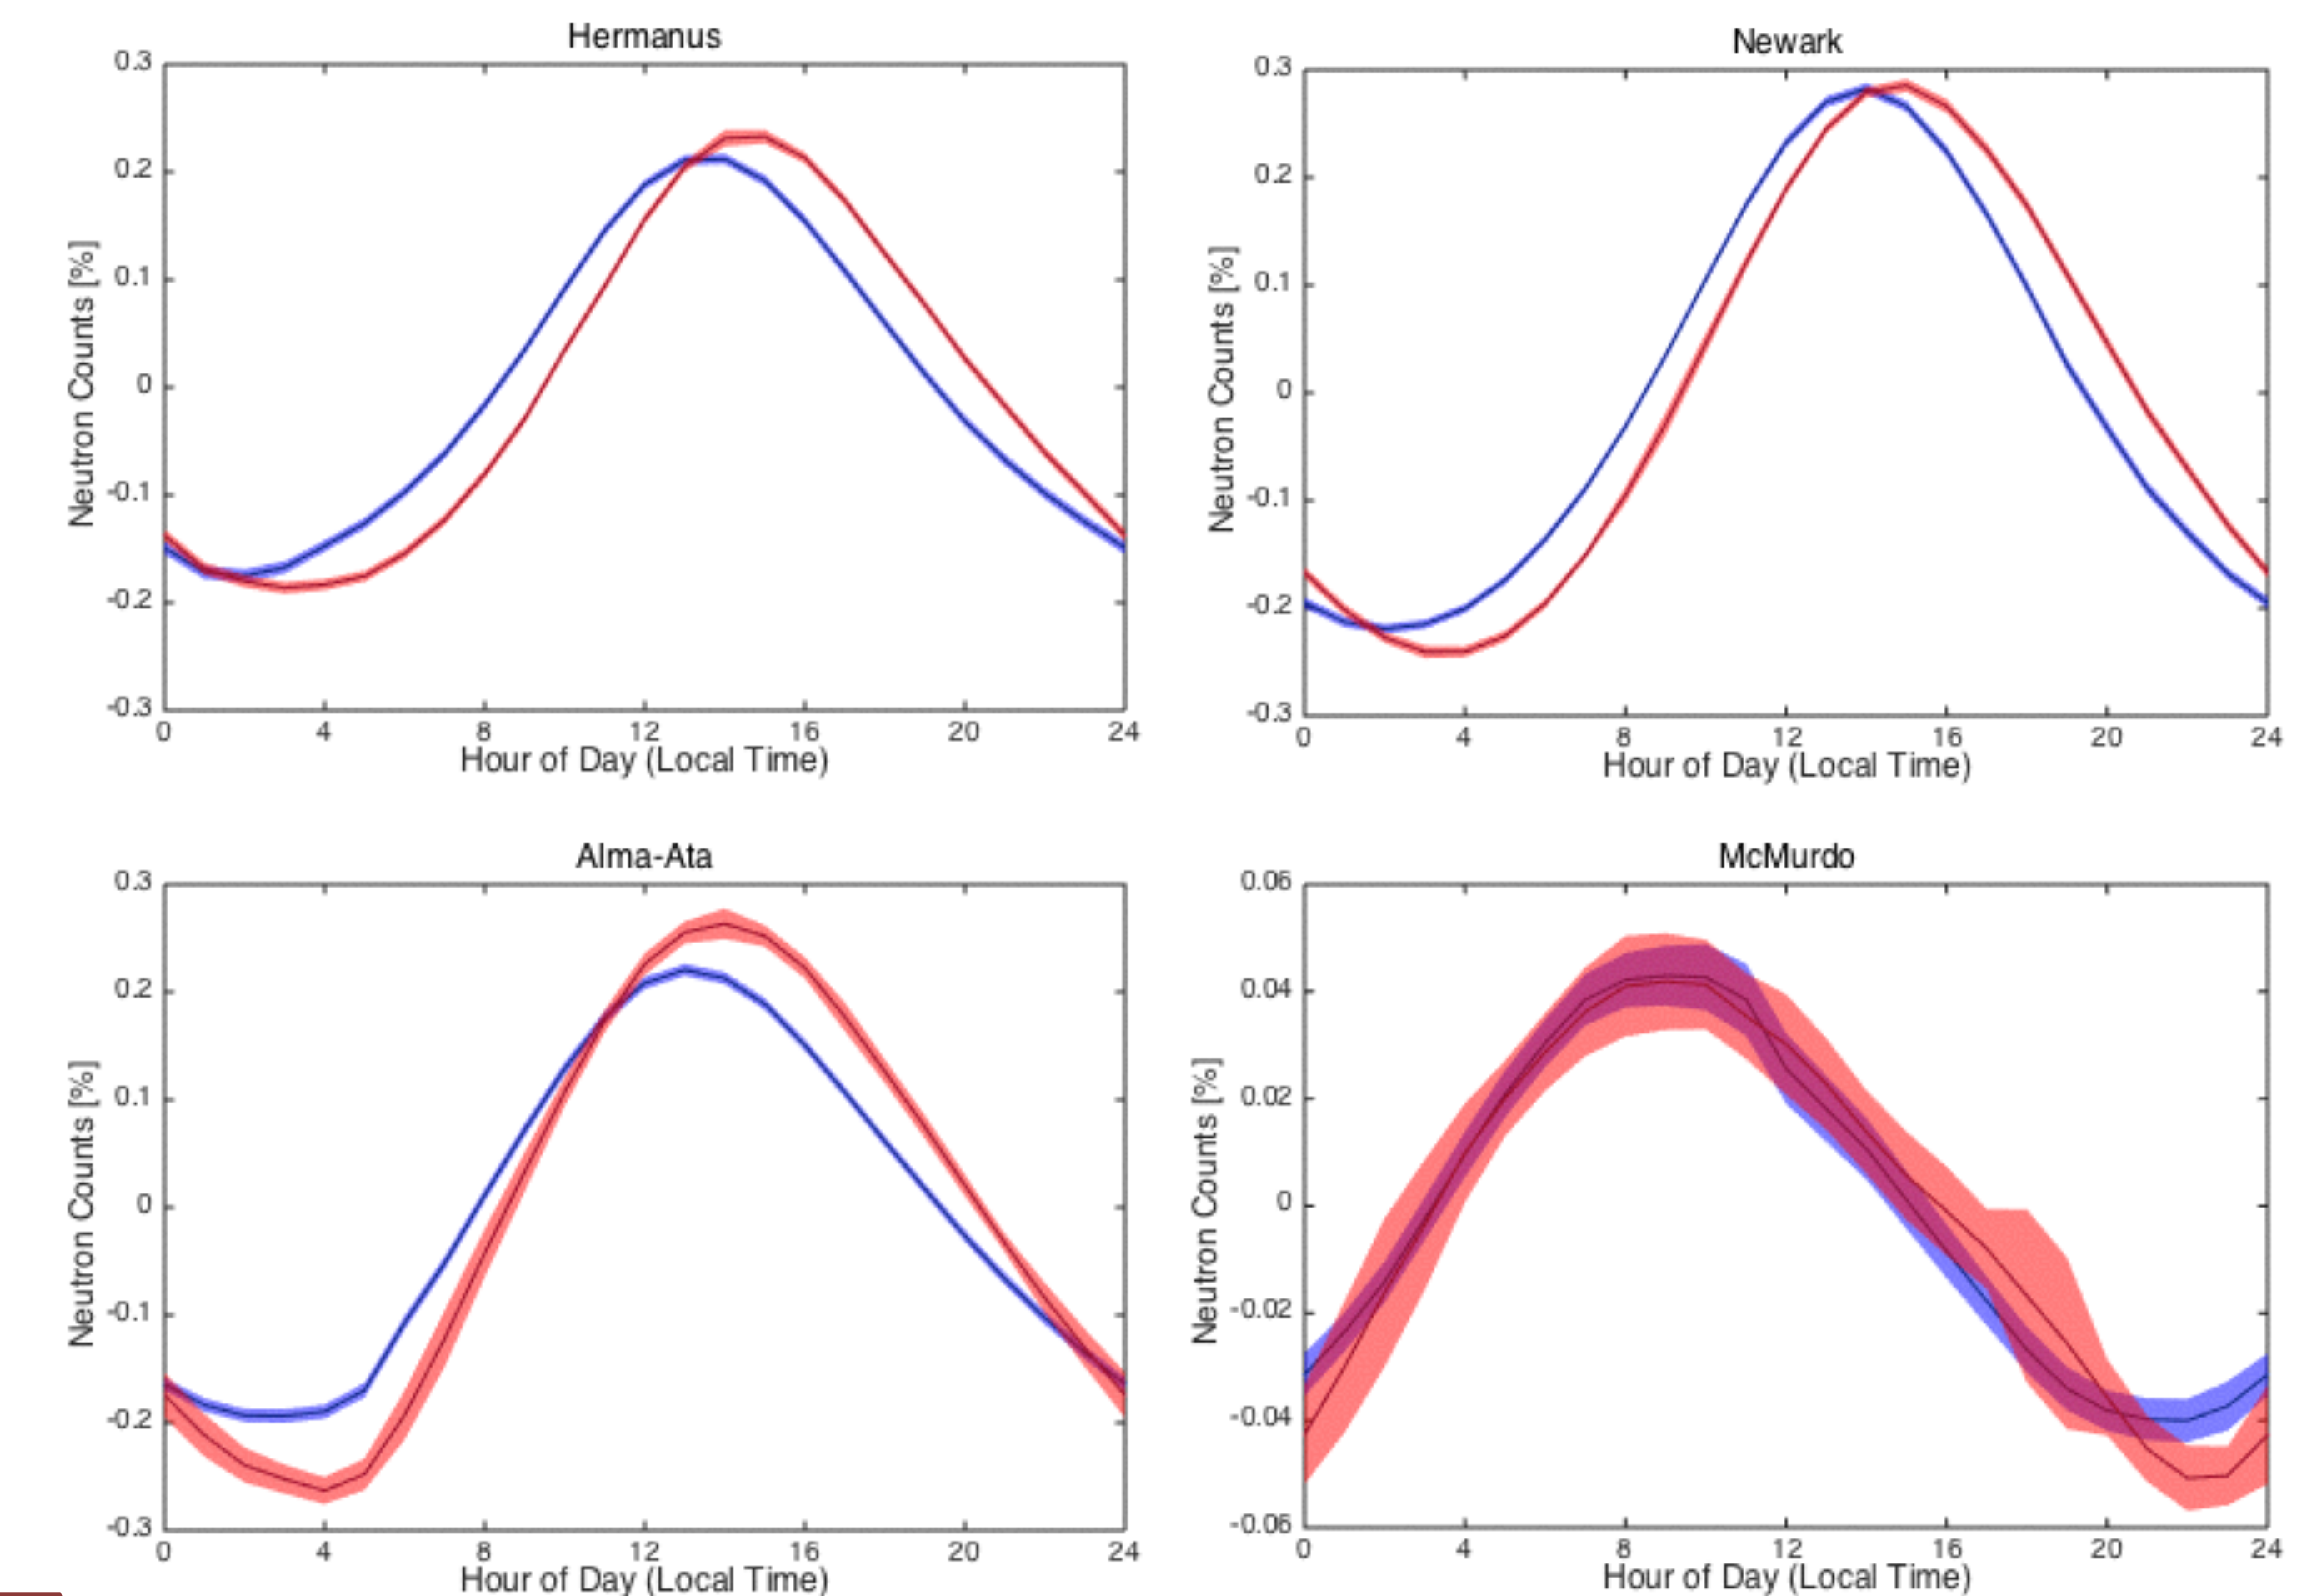 Hermanus
0.3
0.2
0.1
0
-0.1
-0.2
-0.3
Neutron Counts [%]
0 4 8 12 16 20 24
Hour of Day (Local Time)
Newark
0.3
0.2
0.1
0
-0.1
-0.2
-0.3
Neutron Counts [%]
0 4 8 12 16 20 24
Hour of Day (Local Time)
Alma-Ata
0.3
0.2
0.1
0
-0.1
-0.2
-0.3
Neutron Counts [%]
0 4 8 12 16 20 24
Hour of Day (Local Time)
McMurdo
0.06
0.04
0.02
0
-0.02
-0.04
-0.06
Neutron Counts [%]
0 4 8 12 16 20 24
Hour of Day (Local Time)